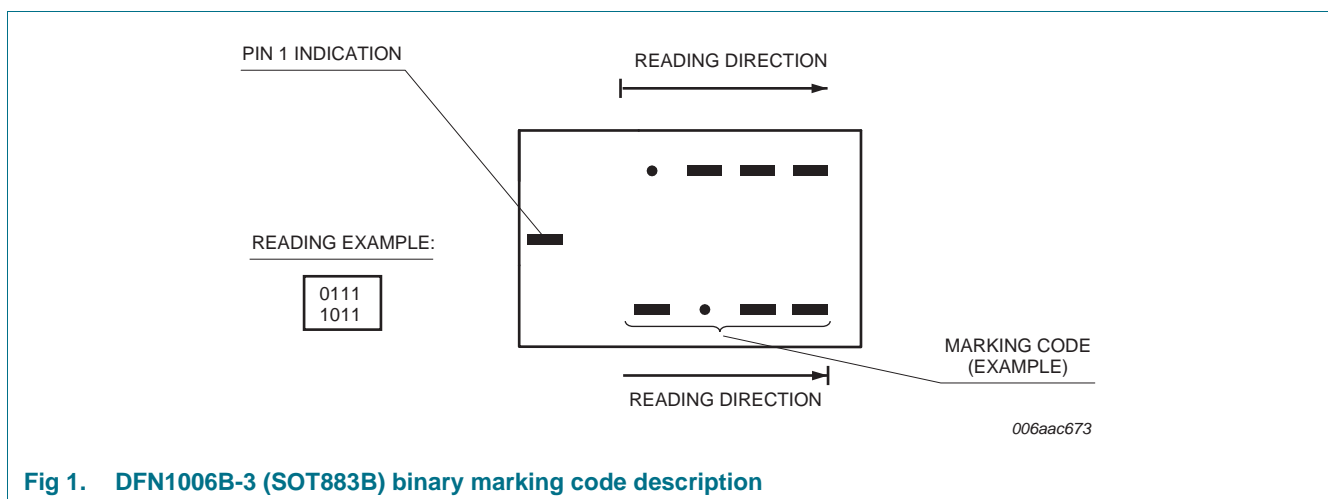 PIN 1 INDICATION
READING DIRECTION
READING EXAMPLE:
0111
1011
MARKING CODE
(EXAMPLE)
READING DIRECTION
006aac673
Fig 1. DFN1006B-3 (SOT883B) binary marking code description